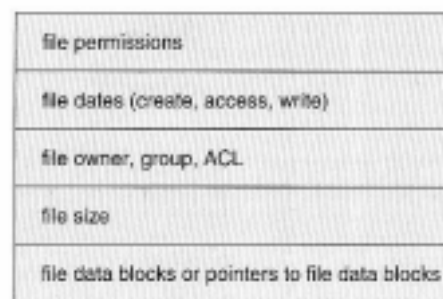 file permissions
file dates (create, access, write)
file owner, group, ACL
file size
file data blocks or pointers to file data blocks